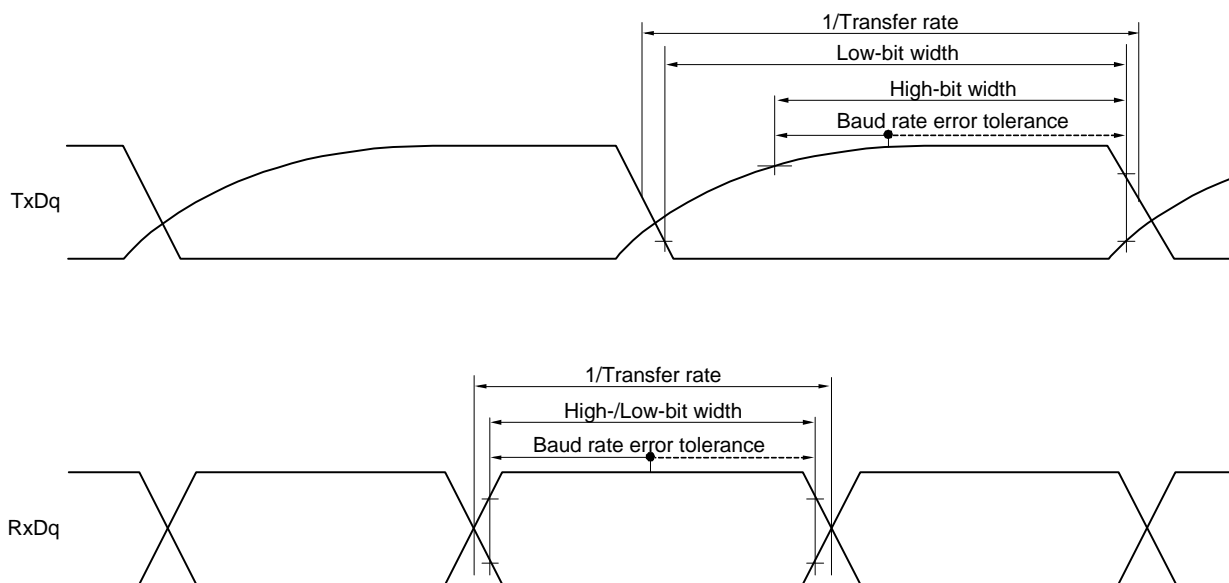 1/Transfer rate
Low-bit width
High-bit width
Baud rate error tolerance
TxDq
1/Transfer rate
High-/Low-bit width
Baud rate error tolerance
RxDq